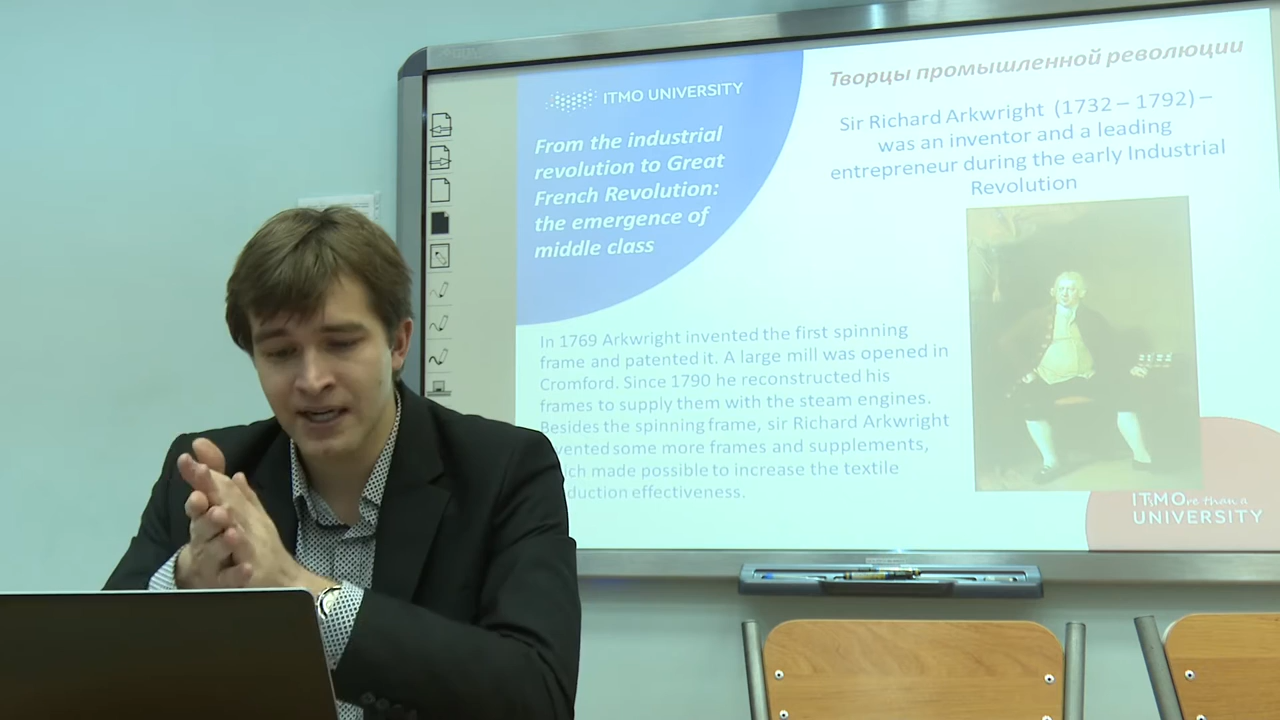 ITMO UNIVERSITY
From the industrial
revolution to Great
French Revolution:
the emergence of
middle class
Творцы промышленной революции
Sir Richard Arkwright (1732 – 1792) –
was an inventor and a leading
entrepreneur during the early Industrial
Revolution
In 1769 Arkwright invented the first spinning
frame and patented it. A large mill was opened in
Cromford. Since 1790 he reconstructed his
frames to supply them with the steam engines.
Besides the spinning frame, sir Richard Arkwright
vented some more frames and supplements,
ch made possible to increase the textile
duction effectiveness.
ITsMOre than a
UNIVERSITY